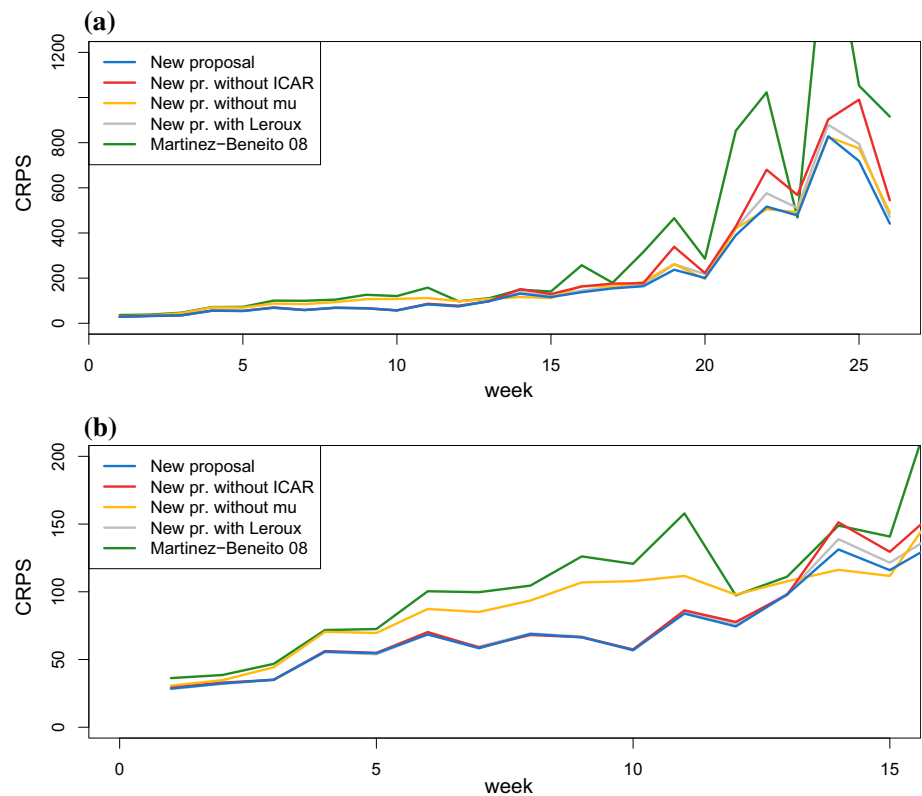 (a)
1200
New proposal
New pr. without ICAR
New pr. without mu
New pr. with Leroux
Martinez−Beneito 08
800
600
400
200
0
CRPS
0 5 10 15 20 25
week
(b)
200
New proposal
New pr. without ICAR
New pr. without mu
New pr. with Leroux
Martinez−Beneito 08
150
100
50
0
CRPS
0 5 10 15
week